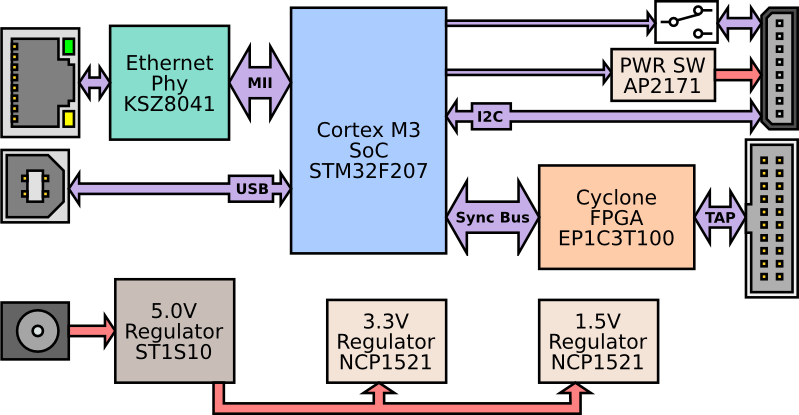 Ethernet
Phy
KSZ8041
MII
Cortex M3
SoC
STM32F207
PWR SW
AP2171
I2C
USB
Sync Bus
Cyclone
FPGA
EP1C3T100
TAP
5.0V
Regulator
ST1S10
3.3V
Regulator
NCP1521
1.5V
Regulator
NCP1521